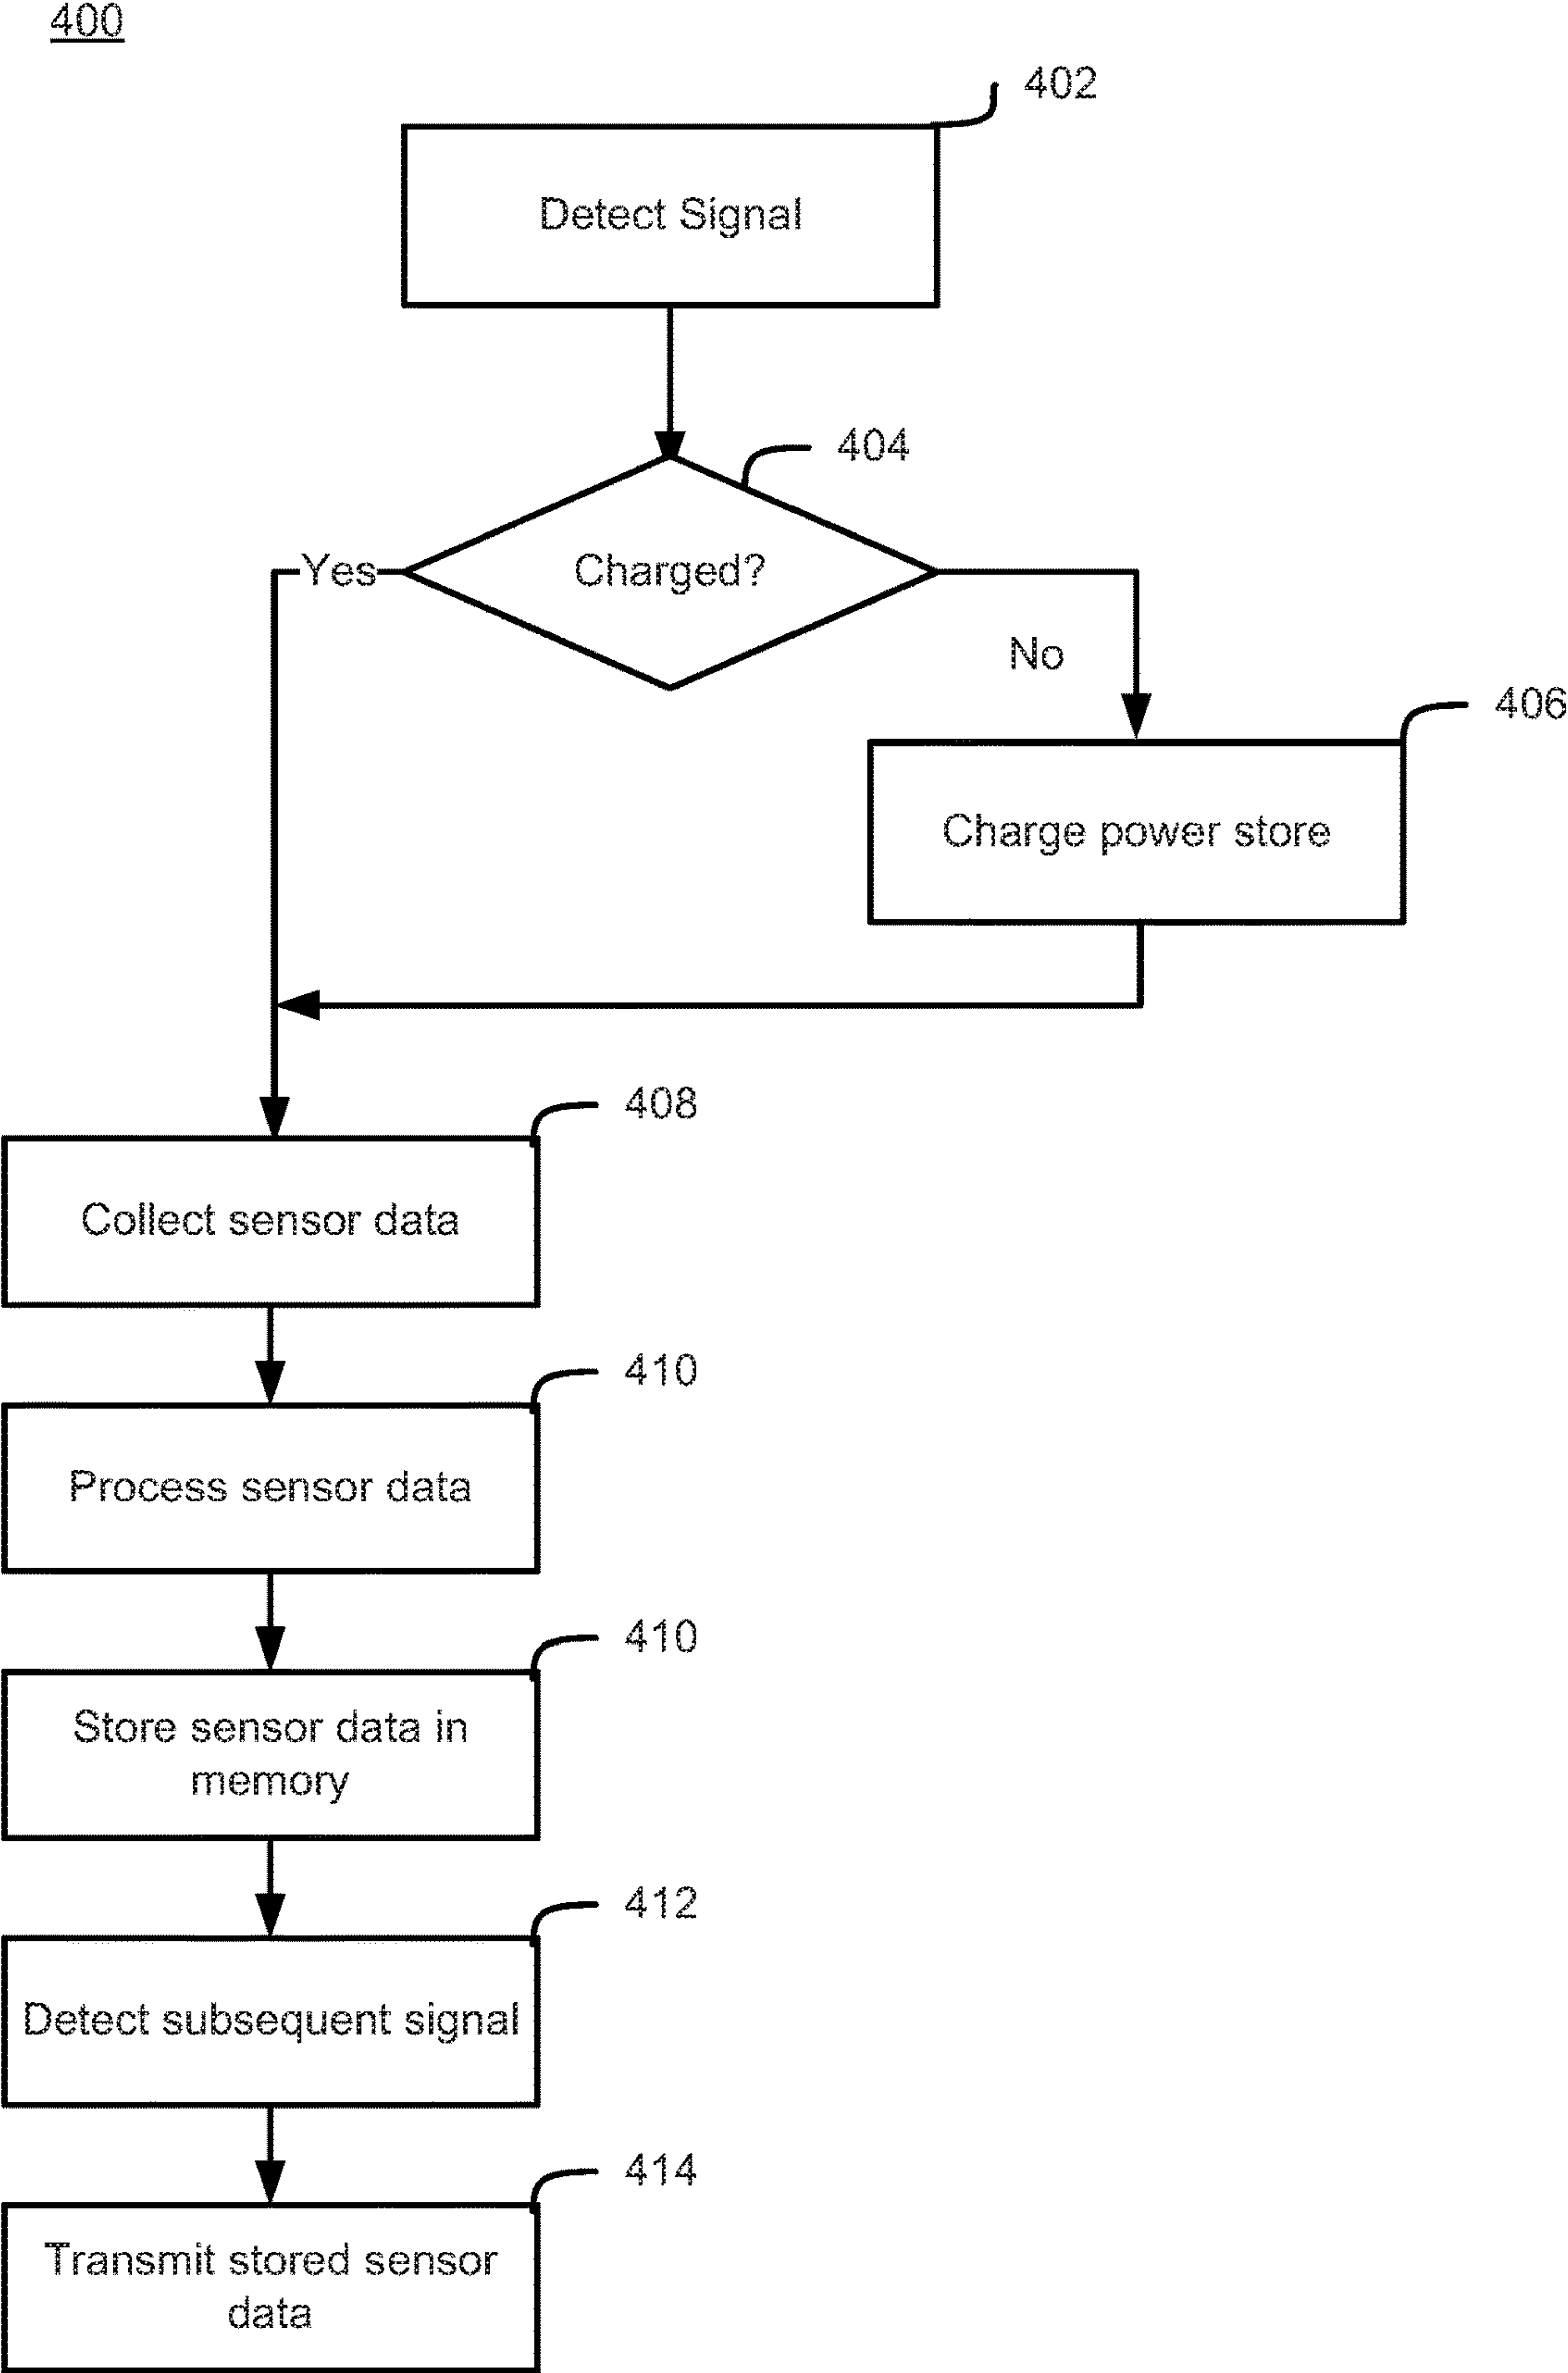 400
402
Detect Signal
404
Charged?
Yes
No
406
Charge power store
408
Collect sensor data
410
Process sensor data
410
Store sensor data in
memory
412
Detect subsequent signal
414
Transmit stored sensor
data